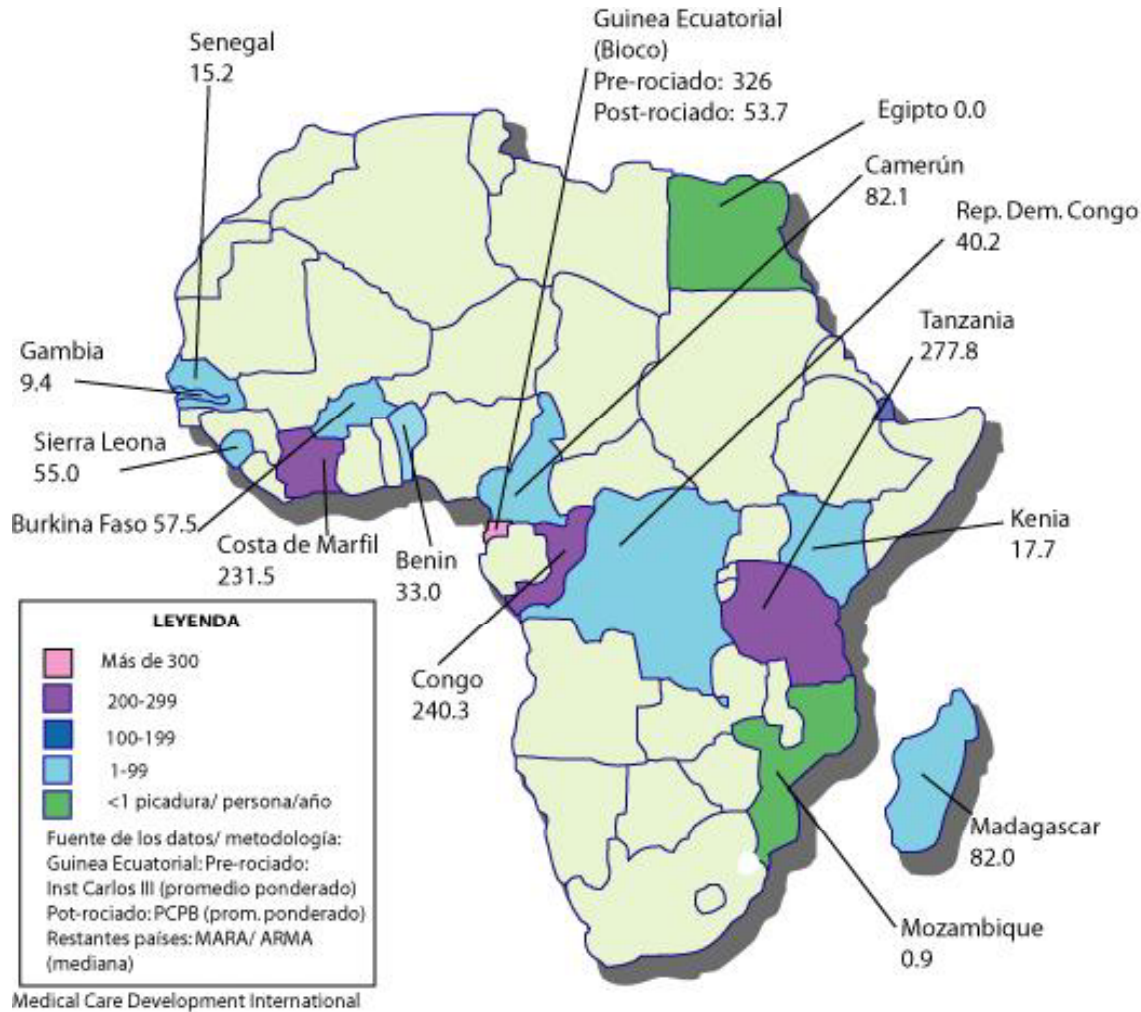 Senegal
15.2
Guinea Ecuatorial
(Bioco)
Pre-rociado: 326
Post-rociado: 53.7
Egipto 0.0
Camerún
82.1
Rep. Dem. Congo
40.2
Tanzania
277.8
Gambia
9.4
Sierra Leona
55.0
Burkina Faso 57.5
Costa de Marfil
231.5
Benin
33.0
Kenia
17.7
Congo
240.3
Madagascar
82.0
Mozambique
0.9
LEYENDA
Más de 300
200-299
100-199
1-99
<1 picadura/ persona/año
Fuente de los datos/ metodología:
Guinea Ecuatorial: Pre-rociado:
Inst Carlos III (promedio ponderado)
Pot-rociado: PCPB (prom. ponderado)
Restantes países: MARA/ ARMA
(mediana)
Medical Care Development International